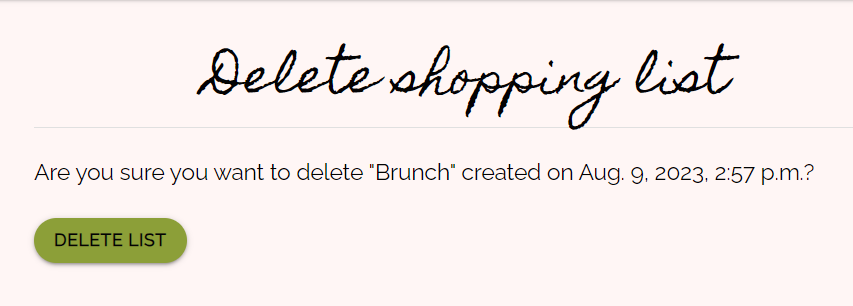 Delete shopping list
Are you sure you want to delete "Brunch" created on Aug. 9, 2023, 2:57 p.m.?
DELETE LIST